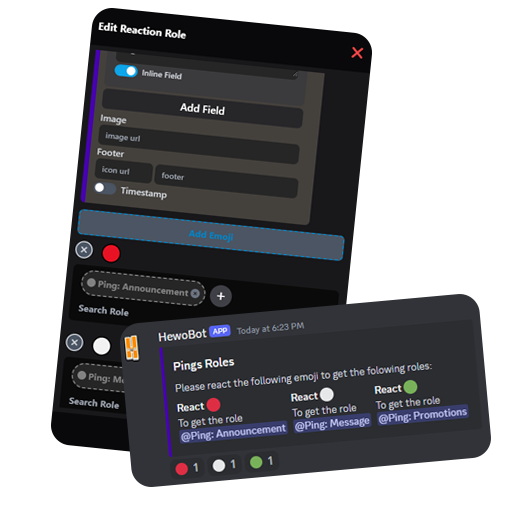 Edit Reaction Role
Inline Field
Add Field
Image
image url
Footer
icon url footer
Timestamp
Add Emoji
Ping: Announcement
Search Role
Ping:
Search Role
HewoBot APP Today at 6:23 PM
Pings Roles
Please react the following emoji to get the folowing roles:
React React React
To get the role To get the role To get the role
@Ping: Announcement @Ping: Message @Ping: Promotions
1 1 1